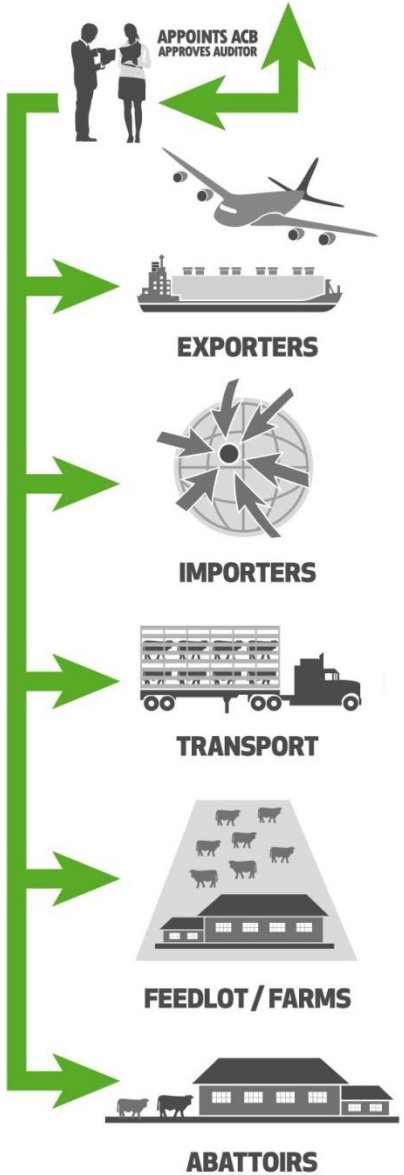 APPOINTS ACB
APPROVES AUDITOR
EXPORTERS
IMPORTERS
TRANSPORT
FEEDLOT / FARMS
ABATTOIRS